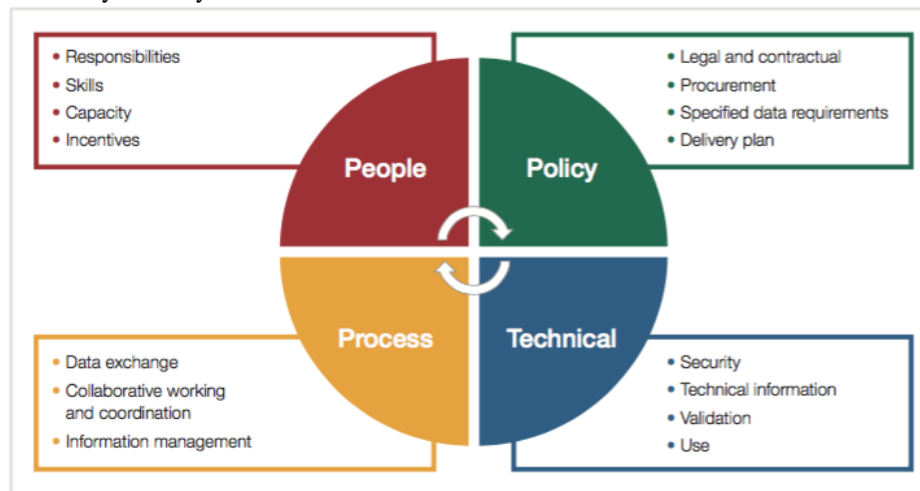 • Responsibilities
• Skills
• Capacity
• Incentives
• Legal and contractual
• Procurement
• Specified data requirements
• Delivery plan
People
Policy
Process
Technical
• Data exchange
• Collaborative working
and coordination
• Information management
• Security
• Technical information
• Validation
• Use